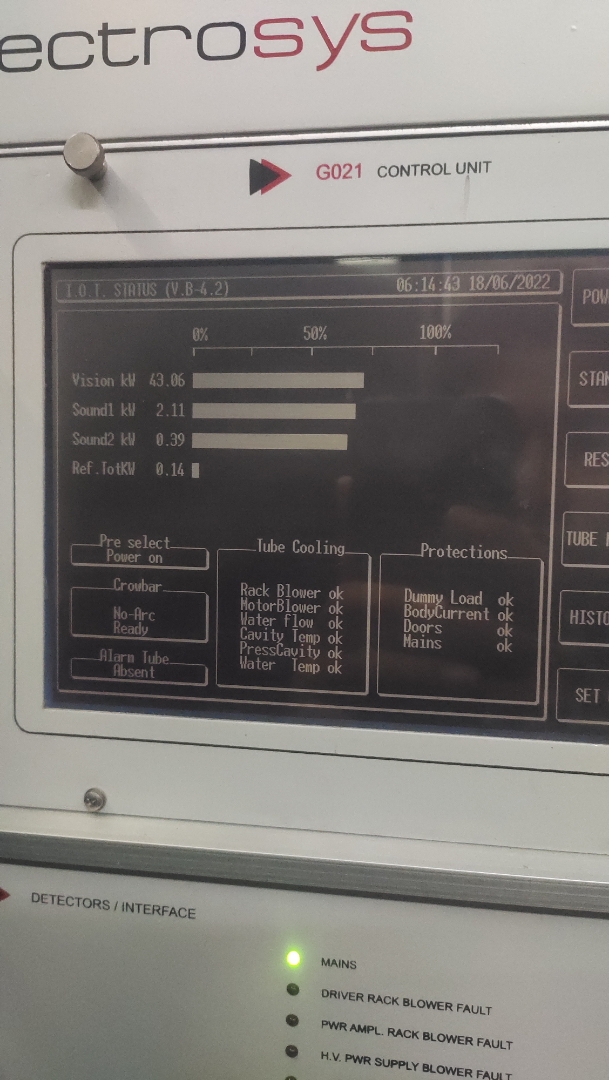 ectrosys
G021 CONTROL UNIT
I.O.T. STATUS (V.B-4.2) 06:14:43 18/06/2022
0% 50% 100%
Vision kW 43.06
Sound1 kW 2.11
Sound2 kW 0.39
Ref.TotKW 0.14
POW
STAN
RES
TUBE
HISTO
SET
Pre select
Power on
Crowbar
No-Arc
Ready
Alarm Tube
Absent
Tube Cooling
Rack Blower ok
MotorBlower ok
Water flow ok
Cavity Temp ok
PressCavity ok
Water Temp ok
Protections
Dummy Load ok
BodyCurrent ok
Doors ok
Mains ok
DETECTORS / INTERFACE
MAINS
DRIVER RACK BLOWER FAULT
PWR AMPL. RACK BLOWER FAULT
H.V. PWR SUPPLY BLOWER FAULT